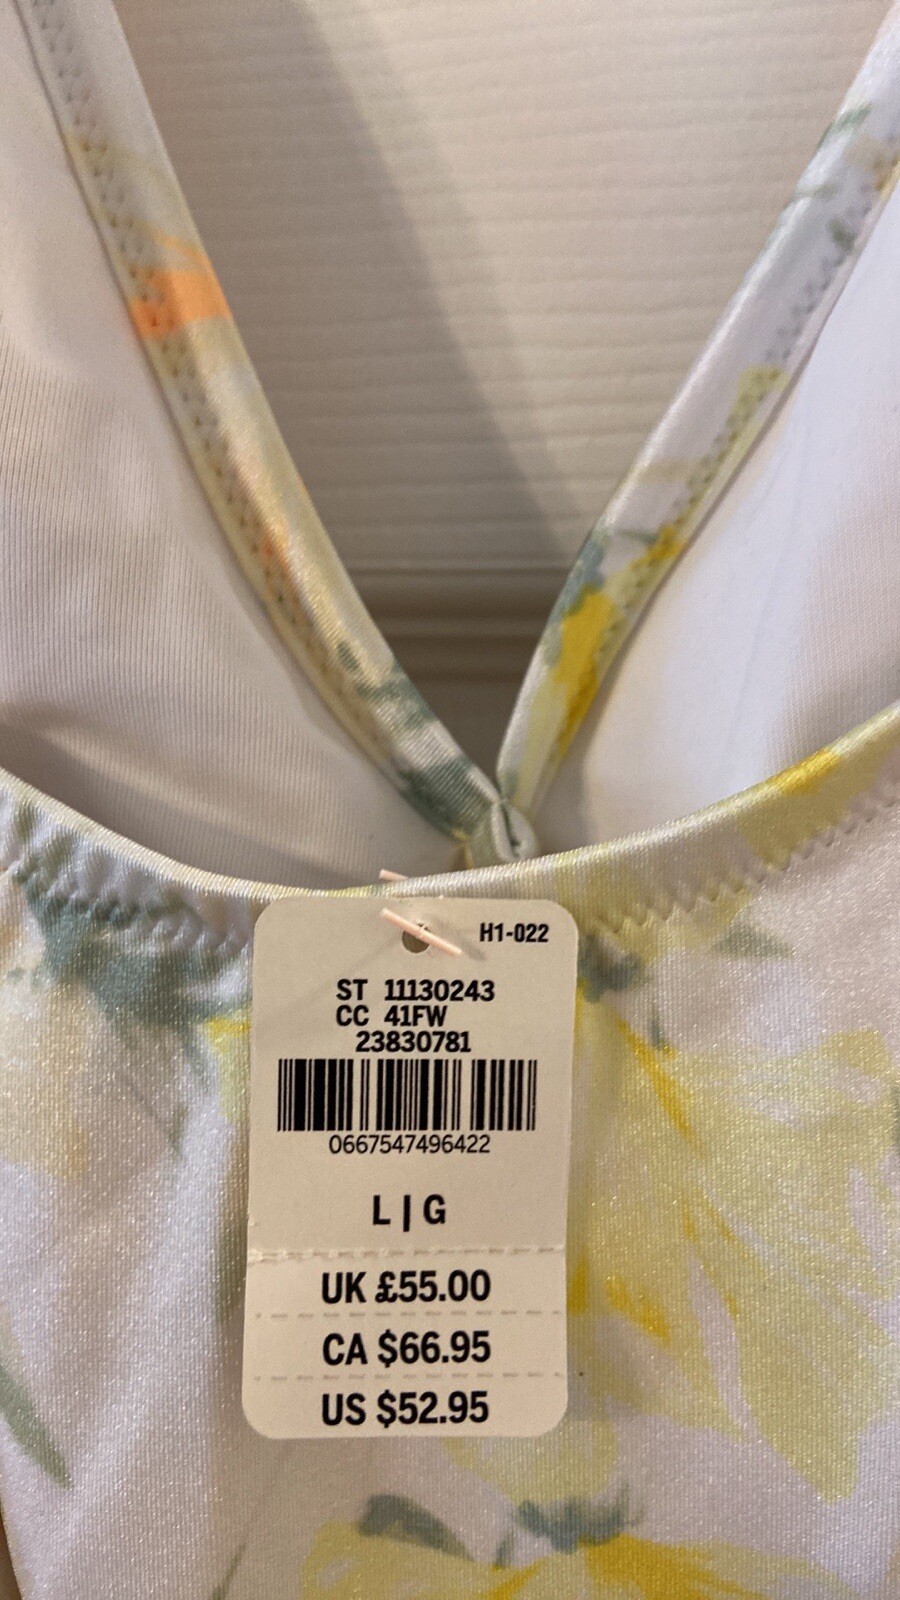 H1-022
ST 11130243
CC 41FW
23830781
0667547496422
L | G
UK £55.00
CA $66.95
US $52.95